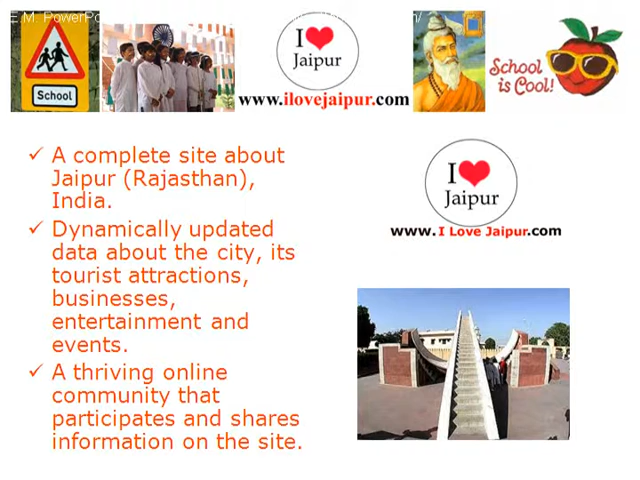 E.M. PowerPo
School
I
Jaipur
www.ilovejaipur.com
School
is Cool!
✓ A complete site about
Jaipur (Rajasthan),
India.
✓ Dynamically updated
data about the city, its
tourist attractions,
businesses,
entertainment and
events.
✓ A thriving online
community that
participates and shares
information on the site.
I
Jaipur
www.I Love Jaipur.com